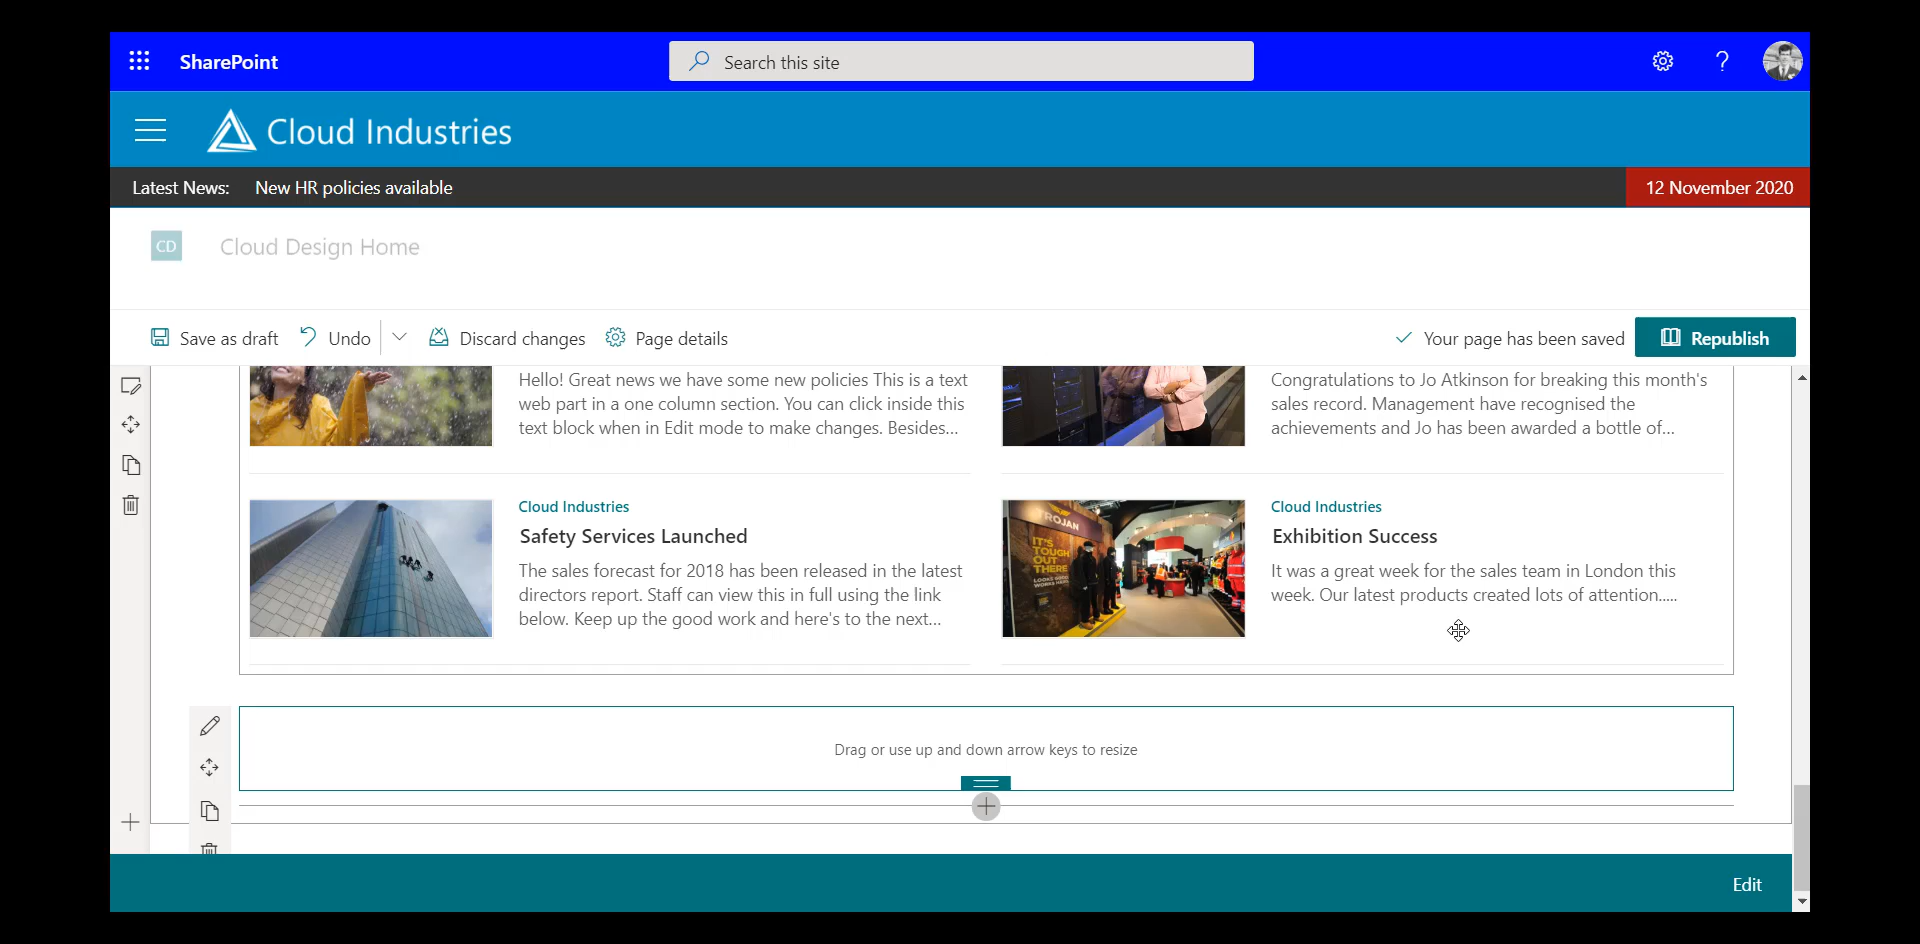 SharePoint
Search this site
Cloud Industries
Latest News: New HR policies available
12 November 2020
CD
Cloud Design Home
Save as draft
Undo
Discard changes
Page details
Your page has been saved
Republish
Hello! Great news we have some new policies This is a text
web part in a one column section. You can click inside this
text block when in Edit mode to make changes. Besides...
Congratulations to Jo Atkinson for breaking this month's
sales record. Management have recognised the
achievements and Jo has been awarded a bottle of...
Cloud Industries
Safety Services Launched
The sales forecast for 2018 has been released in the latest
directors report. Staff can view this in full using the link
below. Keep up the good work and here's to the next...
TROJAN
IT'S
TOUGH
OUT
THERE
Cloud Industries
Exhibition Success
It was a great week for the sales team in London this
week. Our latest products created lots of attention.....
Drag or use up and down arrow keys to resize
Edit